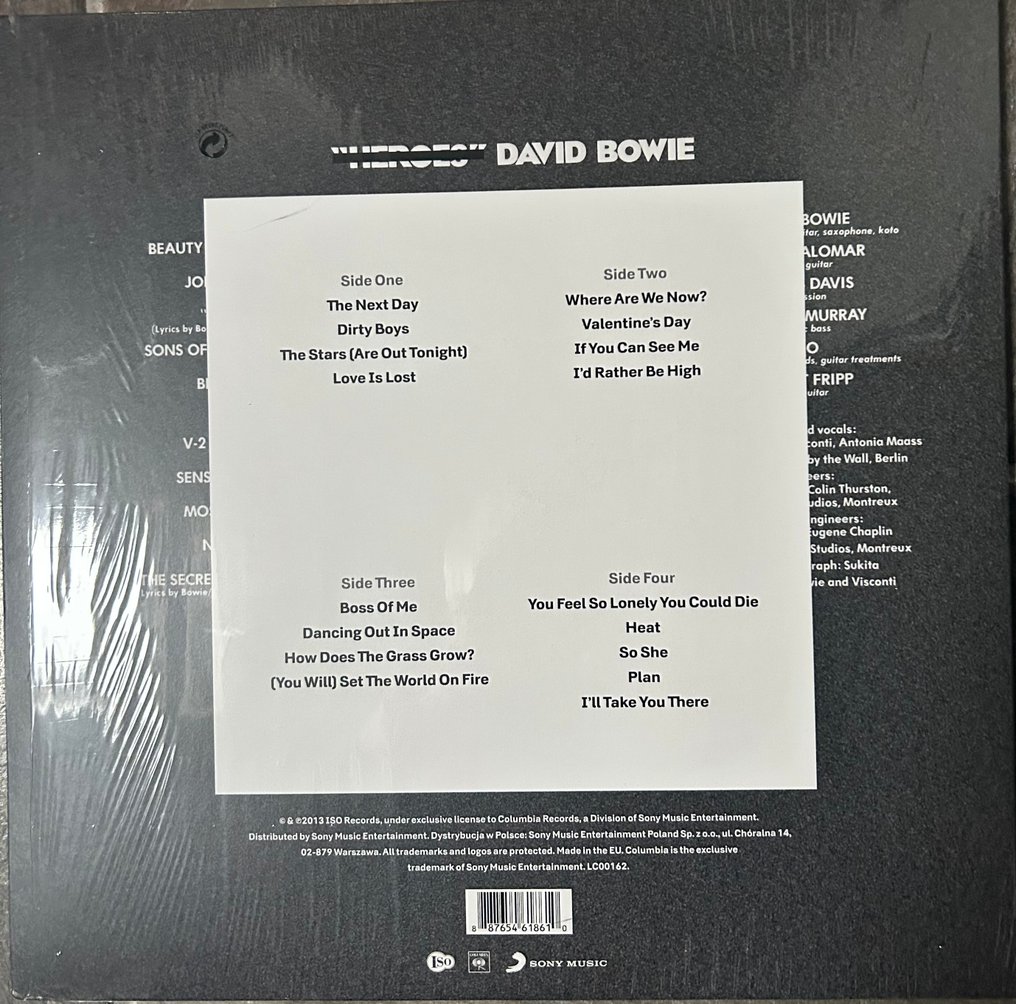 "HEROES" DAVID BOWIE
BEAUTY
JO
(Lyrics by Bo
SONS OF
BI
V-2
SENS
MOS
N
THE SECRE
Lyrics by Bowie/
Side One
The Next Day
Dirty Boys
The Stars (Are Out Tonight)
Love Is Lost
Side Two
Where Are We Now?
Valentine's Day
If You Can See Me
I'd Rather Be High
Side Three
Boss Of Me
Dancing Out In Space
How Does The Grass Grow?
(You Will) Set The World On Fire
Side Four
You Feel So Lonely You Could Die
Heat
So She
Plan
I'll Take You There
BOWIE
tar, saxophone, koto
ALOMAR
guitar
DAVIS
ssion
MURRAY
bass
O
ds, guitar treatments
FRIPP
uitar
d vocals:
conti, Antonia Maass
by the Wall, Berlin
eers:
Colin Thurston,
udios, Montreux
ngineers:
Eugene Chaplin
Studios, Montreux
raph: Sukita
wie and Visconti
© & ℗2013 ISO Records, under exclusive license to Columbia Records, a Division of Sony Music Entertainment.
Distributed by Sony Music Entertainment. Dystrybucja w Polsce: Sony Music Entertainment Poland Sp. z o.o., ul. Chóralna 14,
02-879 Warszawa. All trademarks and logos are protected. Made in the EU. Columbia is the exclusive
trademark of Sony Music Entertainment. LC00162.
8 87654 61861 0
ISO
SONY MUSIC